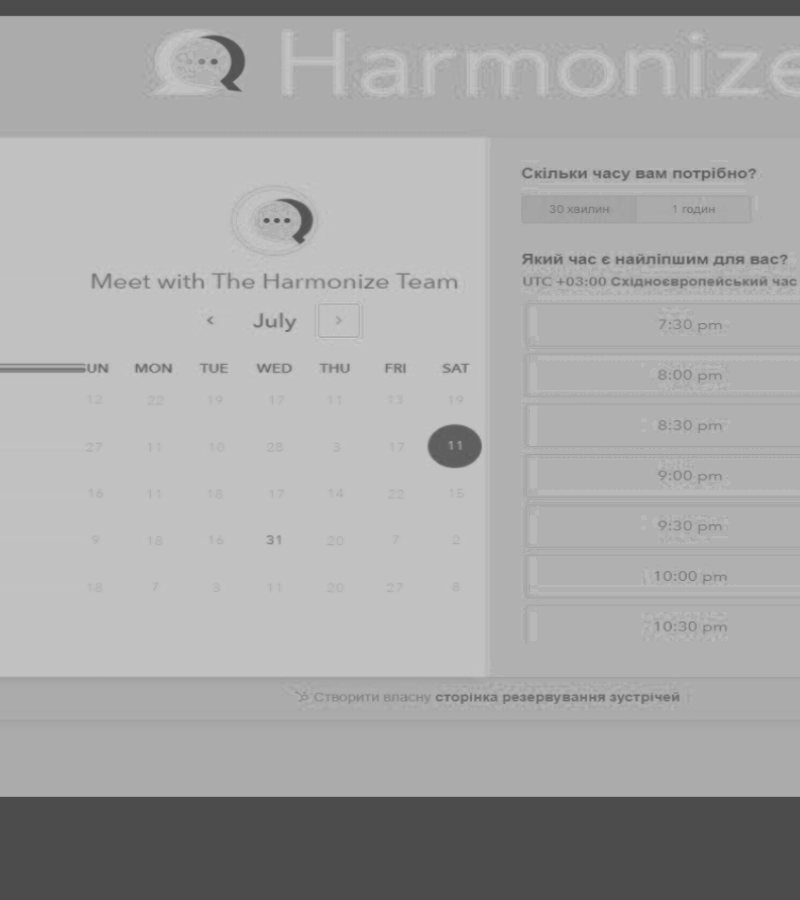 Harmonize
Meet with The Harmonize Team
‹ July ›
UN MON TUE WED THU FRI SAT
12 22 19 17 11 13 19
27 11 10 28 5 17 11
16 11 18 17 14 22 15
9 18 16 31 20 7 2
18 7 3 11 20 27 8
Скільки часу вам потрібно?
30 хвилин 1 годин
Який час є найліпшим для вас?
UTC +03:00 Східноєвропейський час
7:30 pm
8:00 pm
8:30 pm
9:00 pm
9:30 pm
10:00 pm
10:30 pm
Створити власну сторінка резервування зустрічей